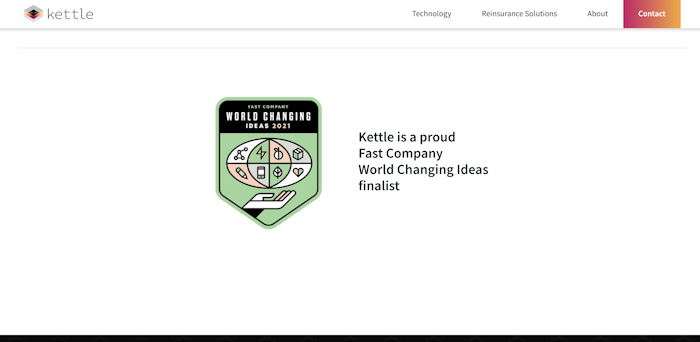 kettle
Technology
Reinsurance Solutions
About
Contact
FAST COMPANY
WORLD CHANGING
IDEAS 2021
Kettle is a proud
Fast Company
World Changing Ideas
finalist